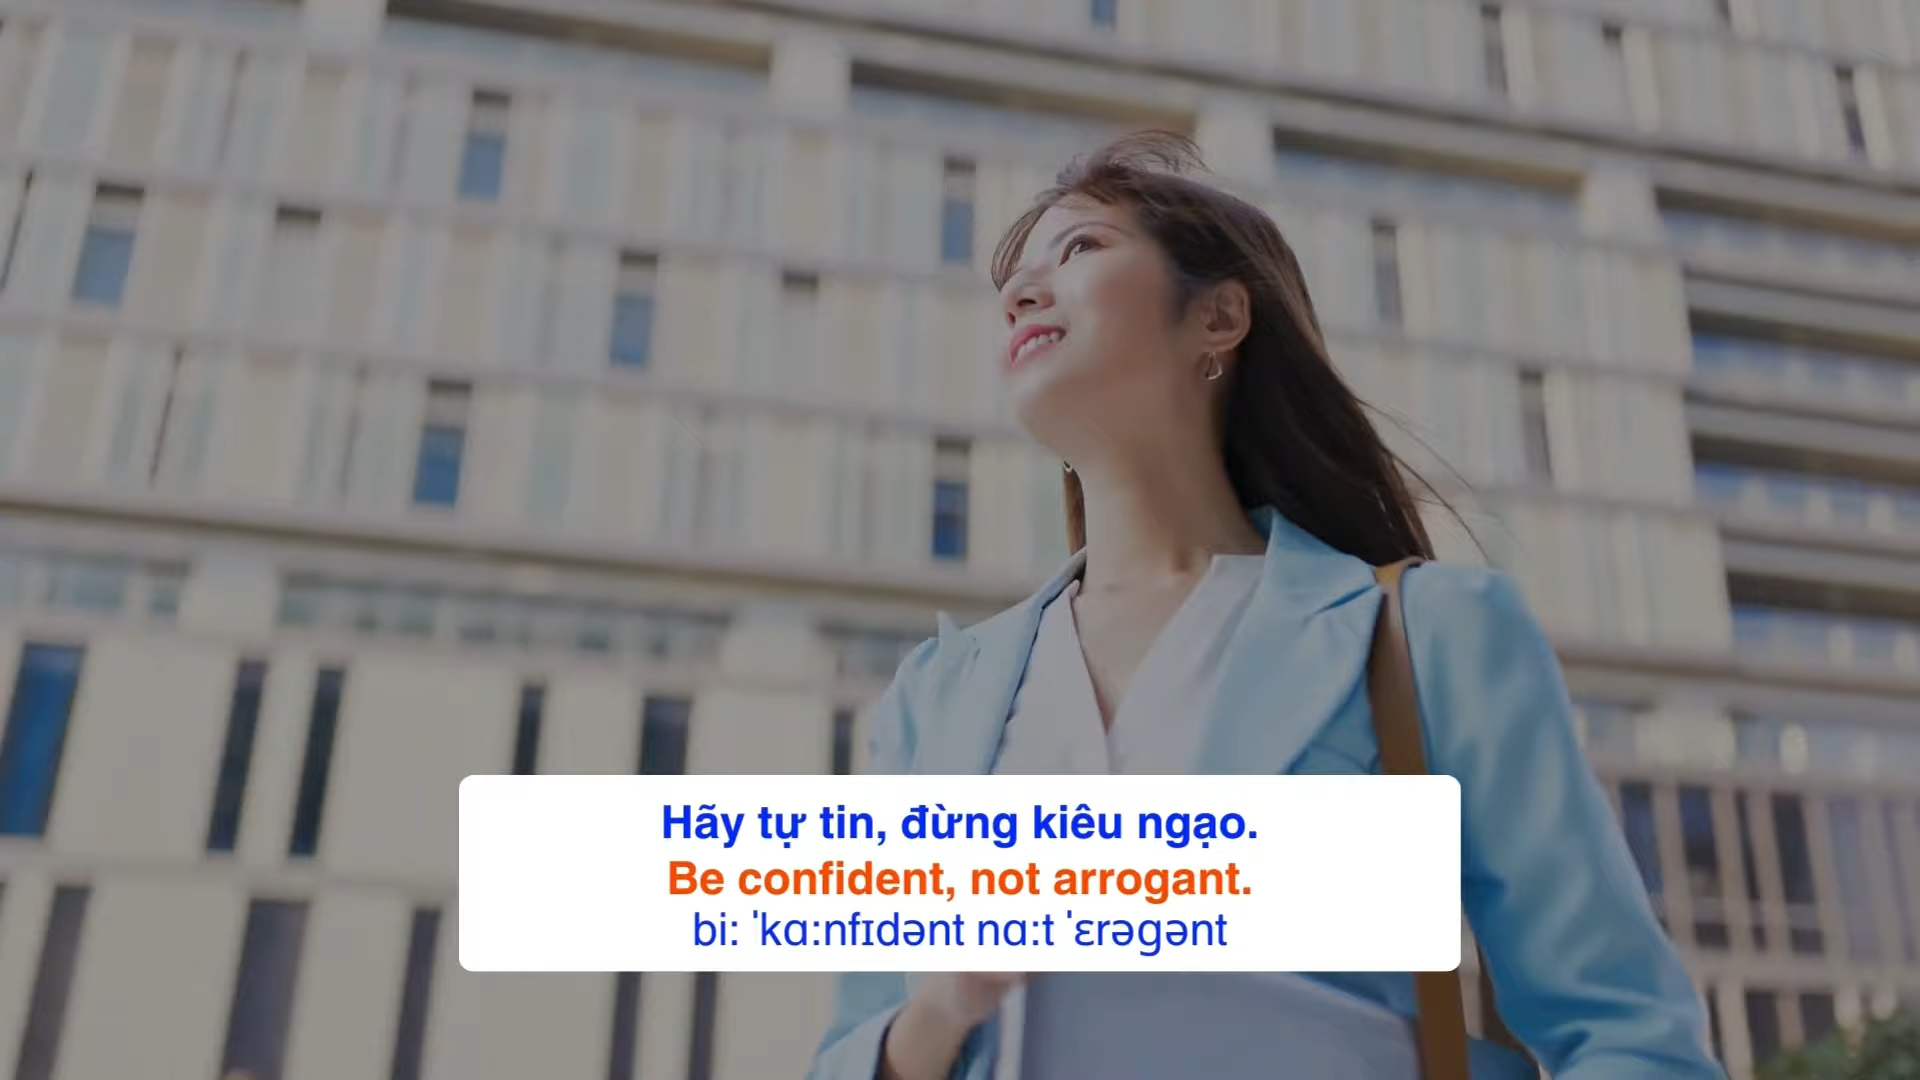 Hãy tự tin, đừng kiêu ngạo.
Be confident, not arrogant.
bi: ˈkɑ:nfɪdənt nɑ:t ˈɛrəgənt